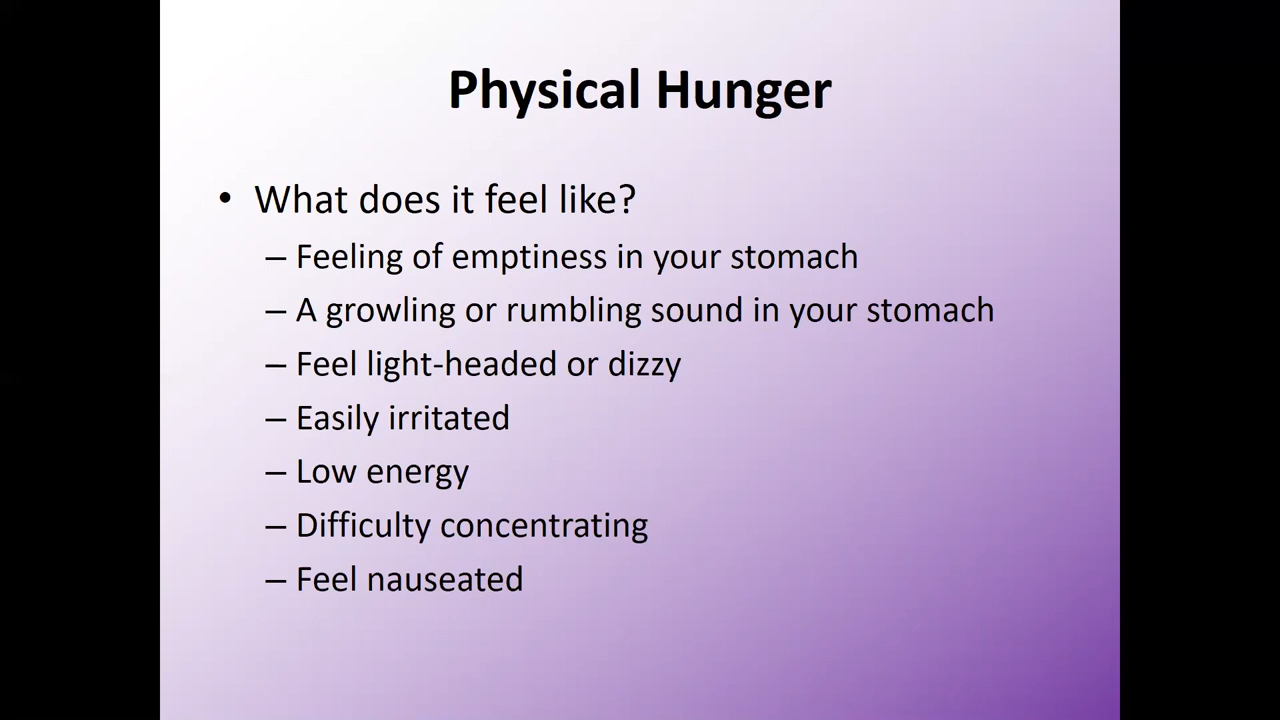 Physical Hunger
• What does it feel like?
– Feeling of emptiness in your stomach
– A growling or rumbling sound in your stomach
– Feel light-headed or dizzy
– Easily irritated
– Low energy
– Difficulty concentrating
– Feel nauseated